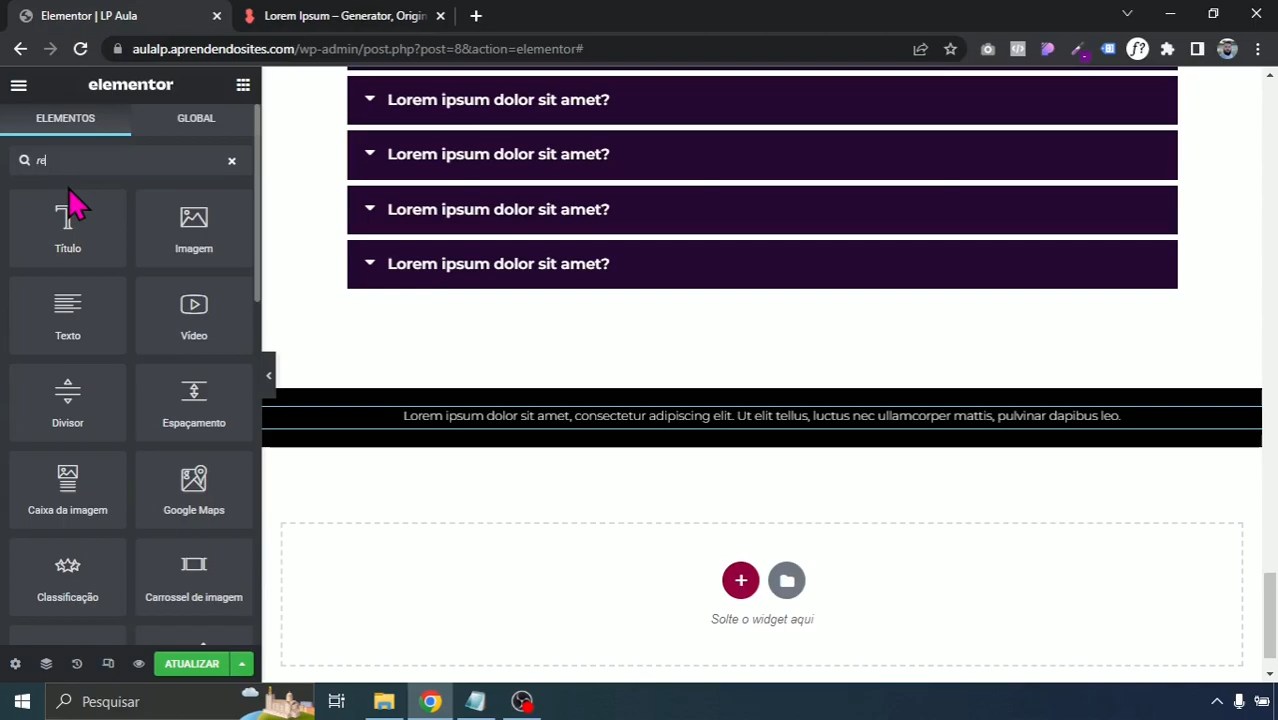 Elementor | LP Aula
Lorem Ipsum – Generator, Origin
aulalp.aprendendosites.com/wp-admin/post.php?post=8&action=elementor#
f?
elementor
ELEMENTOS
GLOBAL
re
Título
Imagem
Texto
Vídeo
Divisor
Espaçamento
Caixa da imagem
Google Maps
Classificação
Carrossel de imagem
ATUALIZAR
Lorem ipsum dolor sit amet?
Lorem ipsum dolor sit amet?
Lorem ipsum dolor sit amet?
Lorem ipsum dolor sit amet?
Lorem ipsum dolor sit amet, consectetur adipiscing elit. Ut elit tellus, luctus nec ullamcorper mattis, pulvinar dapibus leo.
Solte o widget aqui
Pesquisar